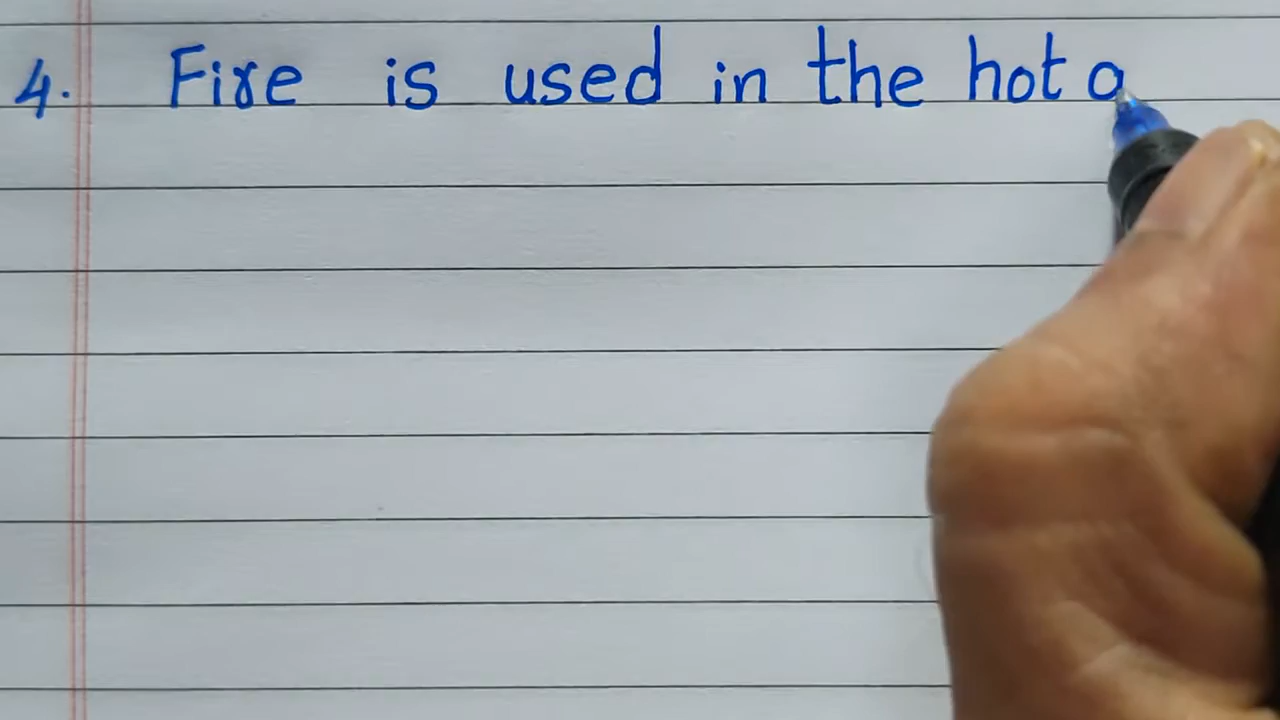 4. Fire is used in the hot a